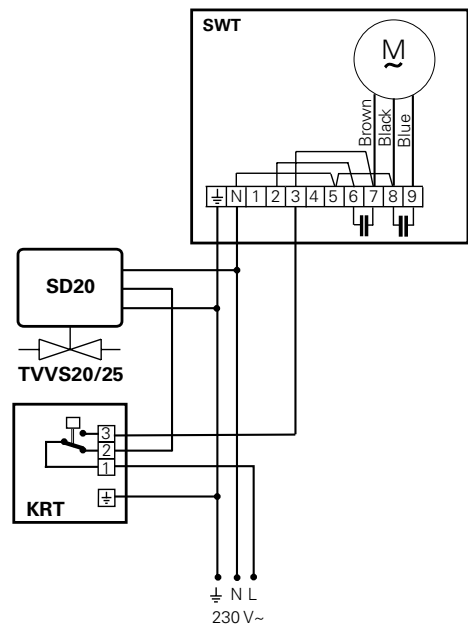 SWT
M
~
Brown
Black
Blue
⏚ N 1 2 3 4 5 6 7 8 9
SD20
TVVS20/25
3
2
1
⏚
KRT
⏚ N L
230 V~